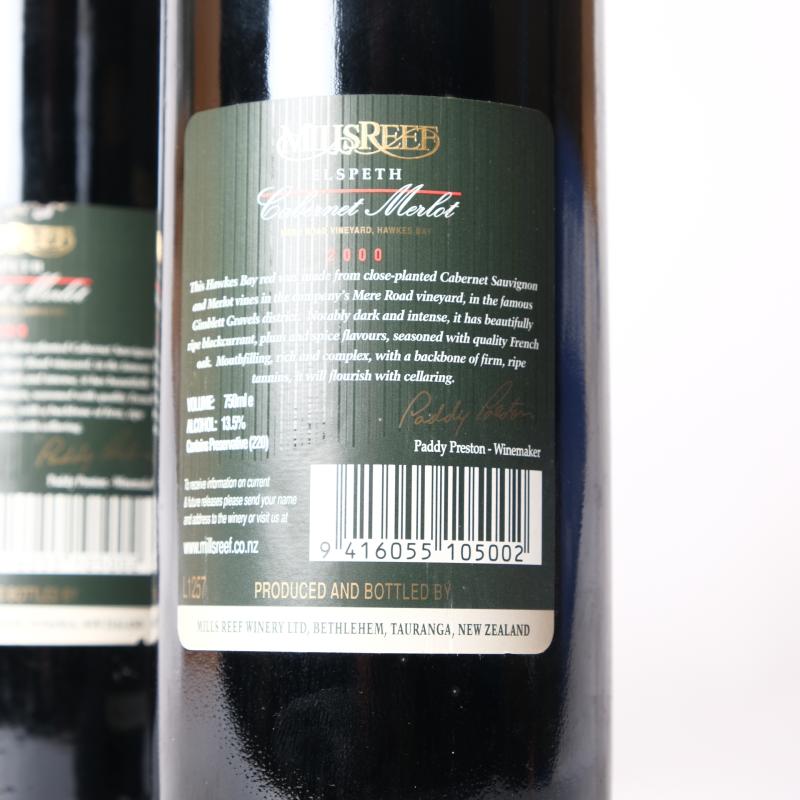 MILLS REEF
ELSPETH
Cabernet Merlot
MERE ROAD VINEYARD, HAWKES BAY
2000
This Hawkes Bay red was made from close-planted Cabernet Sauvignon
and Merlot vines in the company's Mere Road vineyard, in the famous
Gimblett Gravels district. Notably dark and intense, it has beautifully
ripe blackcurrant, plum and spice flavours, seasoned with quality French
oak. Mouthfilling, rich and complex, with a backbone of firm, ripe
tannins, it will flourish with cellaring.
VOLUME: 750ml e
ALCOHOL: 13.5%
Contains Preservative (220)
Paddy Preston
Paddy Preston - Winemaker
To receive information on current
& future releases please send your name
and address to the winery or visit us at
www.millsreef.co.nz
9 416055 105002
L1257
PRODUCED AND BOTTLED BY
MILLS REEF WINERY LTD, BETHLEHEM, TAURANGA, NEW ZEALAND